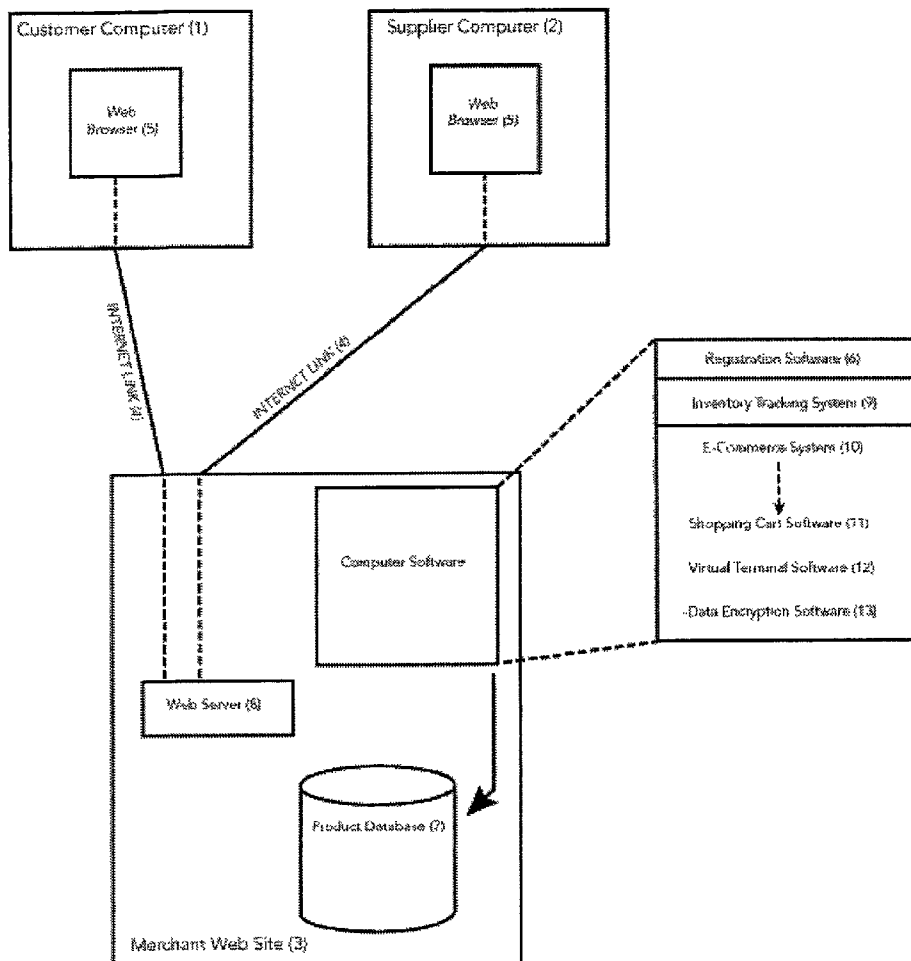 Customer Computer (1)
Supplier Computer (2)
Web
Browser (5)
Web
Browser (5)
INTERNET LINK (4)
INTERNET LINK (4)
Registration Software (6)
Inventory Tracking System (9)
E-Commerce System (10)
Shopping Cart Software (11)
Virtual Terminal Software (12)
-Data Encryption Software (13)
Computer Software
Web Server (8)
Product Database (7)
Merchant Web Site (3)